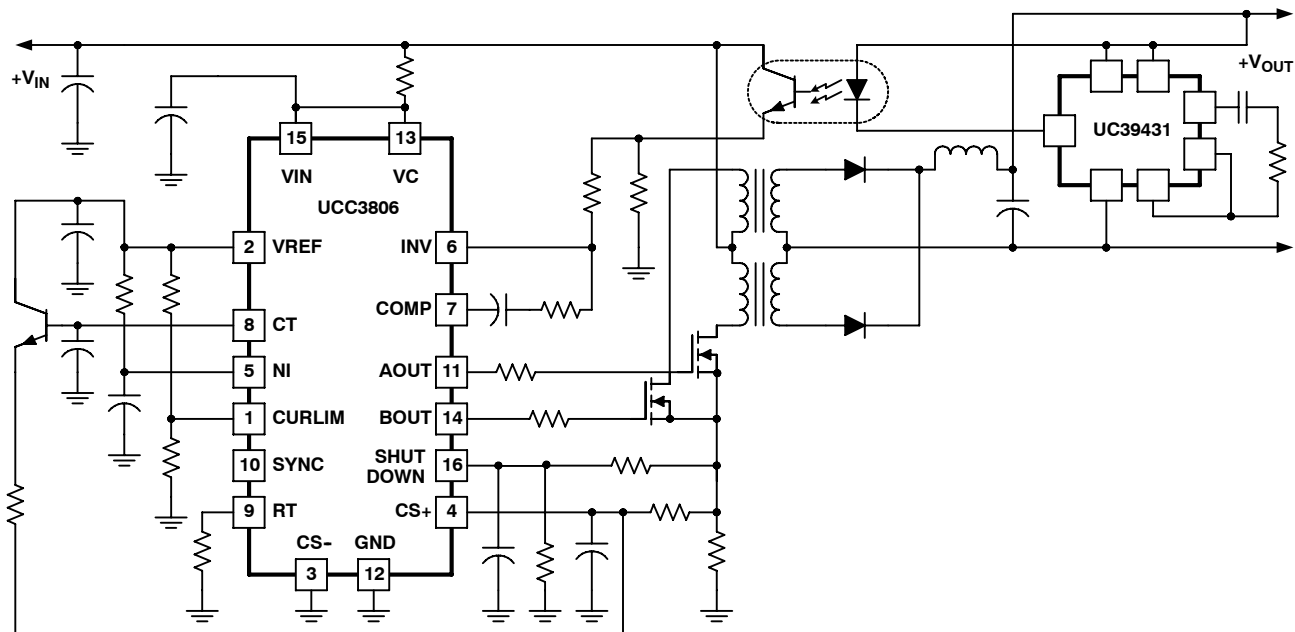 +VIN
+VOUT
UC39431
15
13
VIN
VC
UCC3806
2
VREF
INV
6
COMP
7
8
CT
5
NI
AOUT
11
1
CURLIM
BOUT
14
10
SYNC
SHUT
DOWN
16
9
RT
CS+
4
CS-
GND
3
12